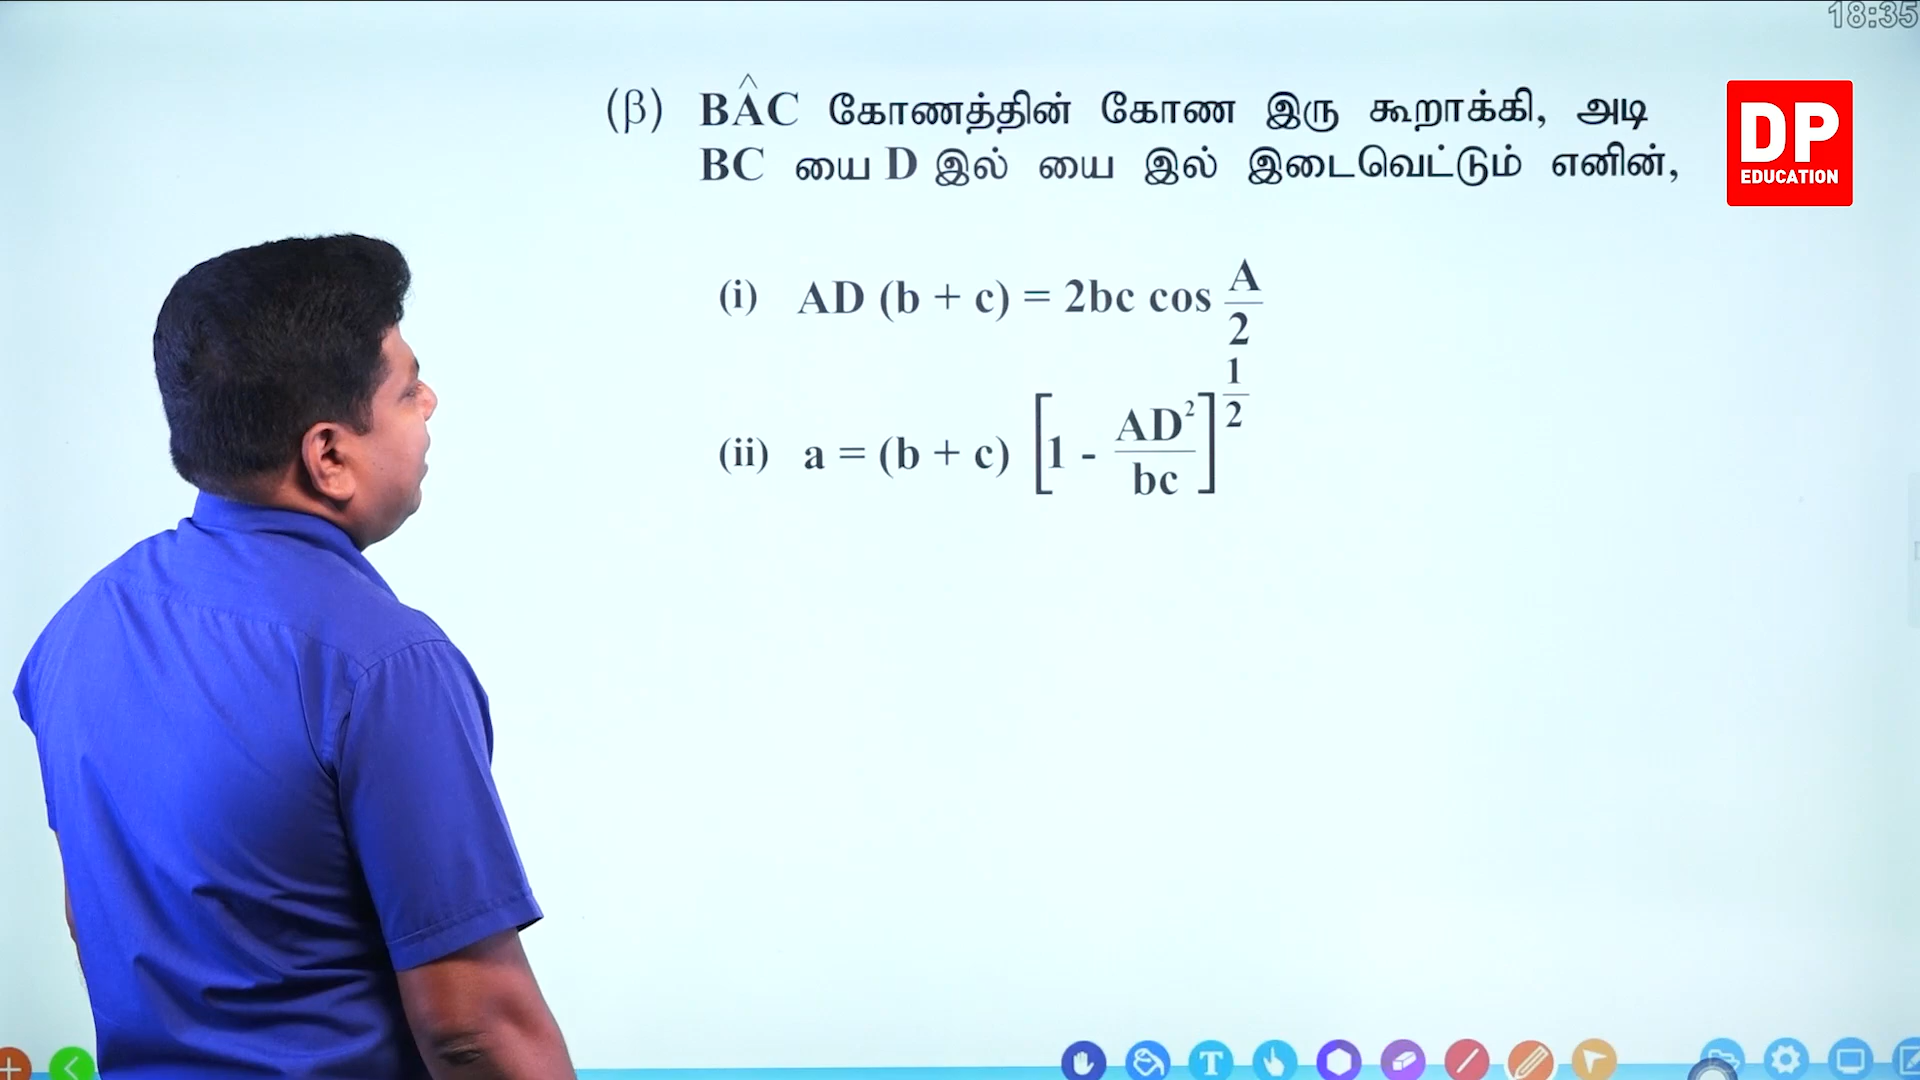 18:35
(β) BÂC கோணத்தின் கோண இரு கூறாக்கி, அடி
BC யை D இல் யை இல் இடைவெட்டும் எனின்,
DP
EDUCATION
(i) AD (b + c) = 2bc cos A/2
(ii) a = (b + c) [1 - AD²/bc]^1/2
T